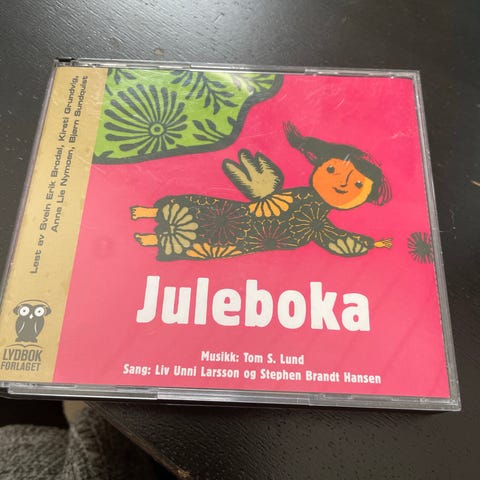 Lest av Svein Erik Brodal, Kirsti Grundvig,
Anne Lie Nymoen, Bjørn Sundquist
Juleboka
Musikk: Tom S. Lund
Sang: Liv Unni Larsson og Stephen Brandt Hansen
LYDBOK
FORLAGET